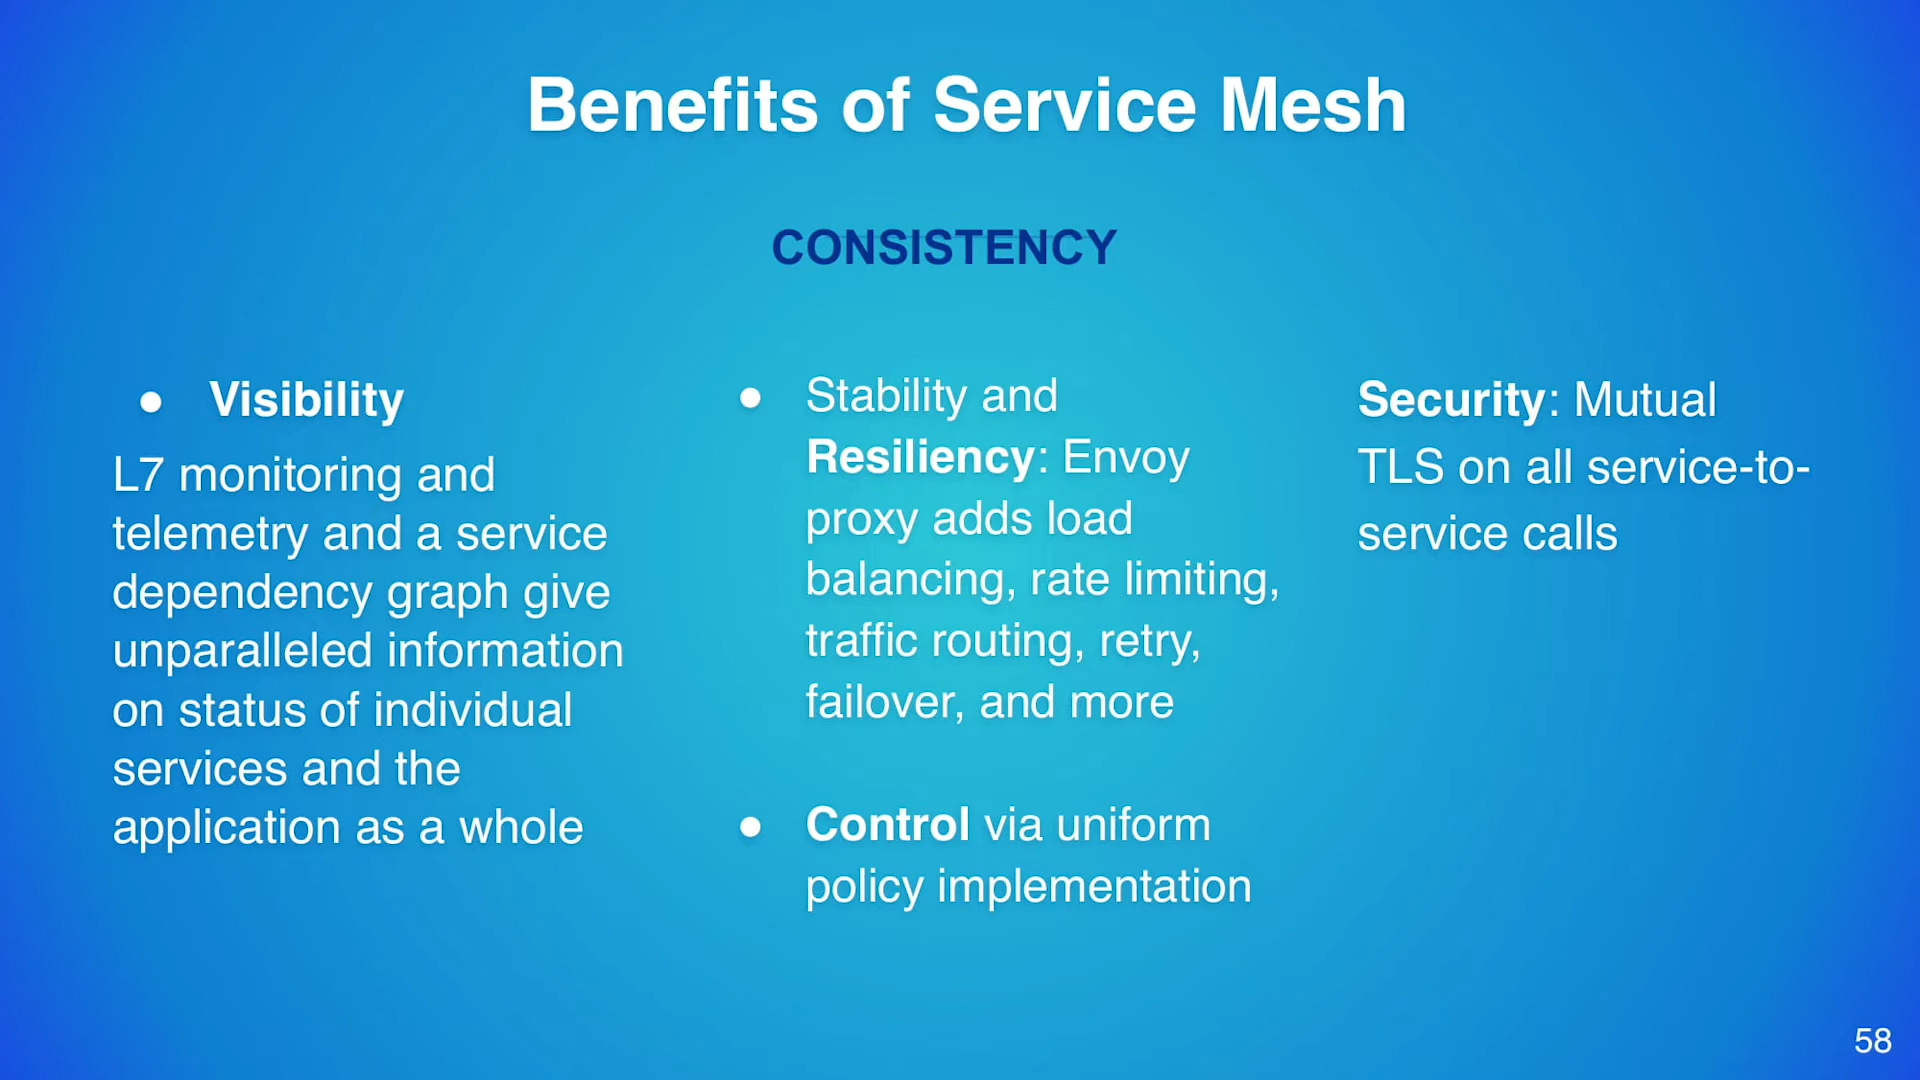 Benefits of Service Mesh
CONSISTENCY
● Visibility
L7 monitoring and
telemetry and a service
dependency graph give
unparalleled information
on status of individual
services and the
application as a whole
● Stability and
Resiliency: Envoy
proxy adds load
balancing, rate limiting,
traffic routing, retry,
failover, and more
● Control via uniform
policy implementation
Security: Mutual
TLS on all service-to-
service calls
58